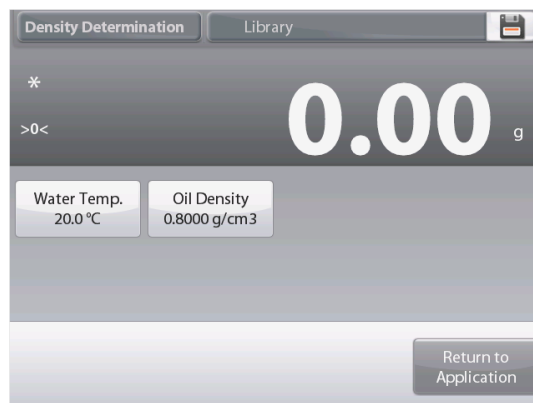 Density Determination Library
*
>0<
0.00 g
Water Temp.
20.0 °C
Oil Density
0.8000 g/cm3
Return to
Application